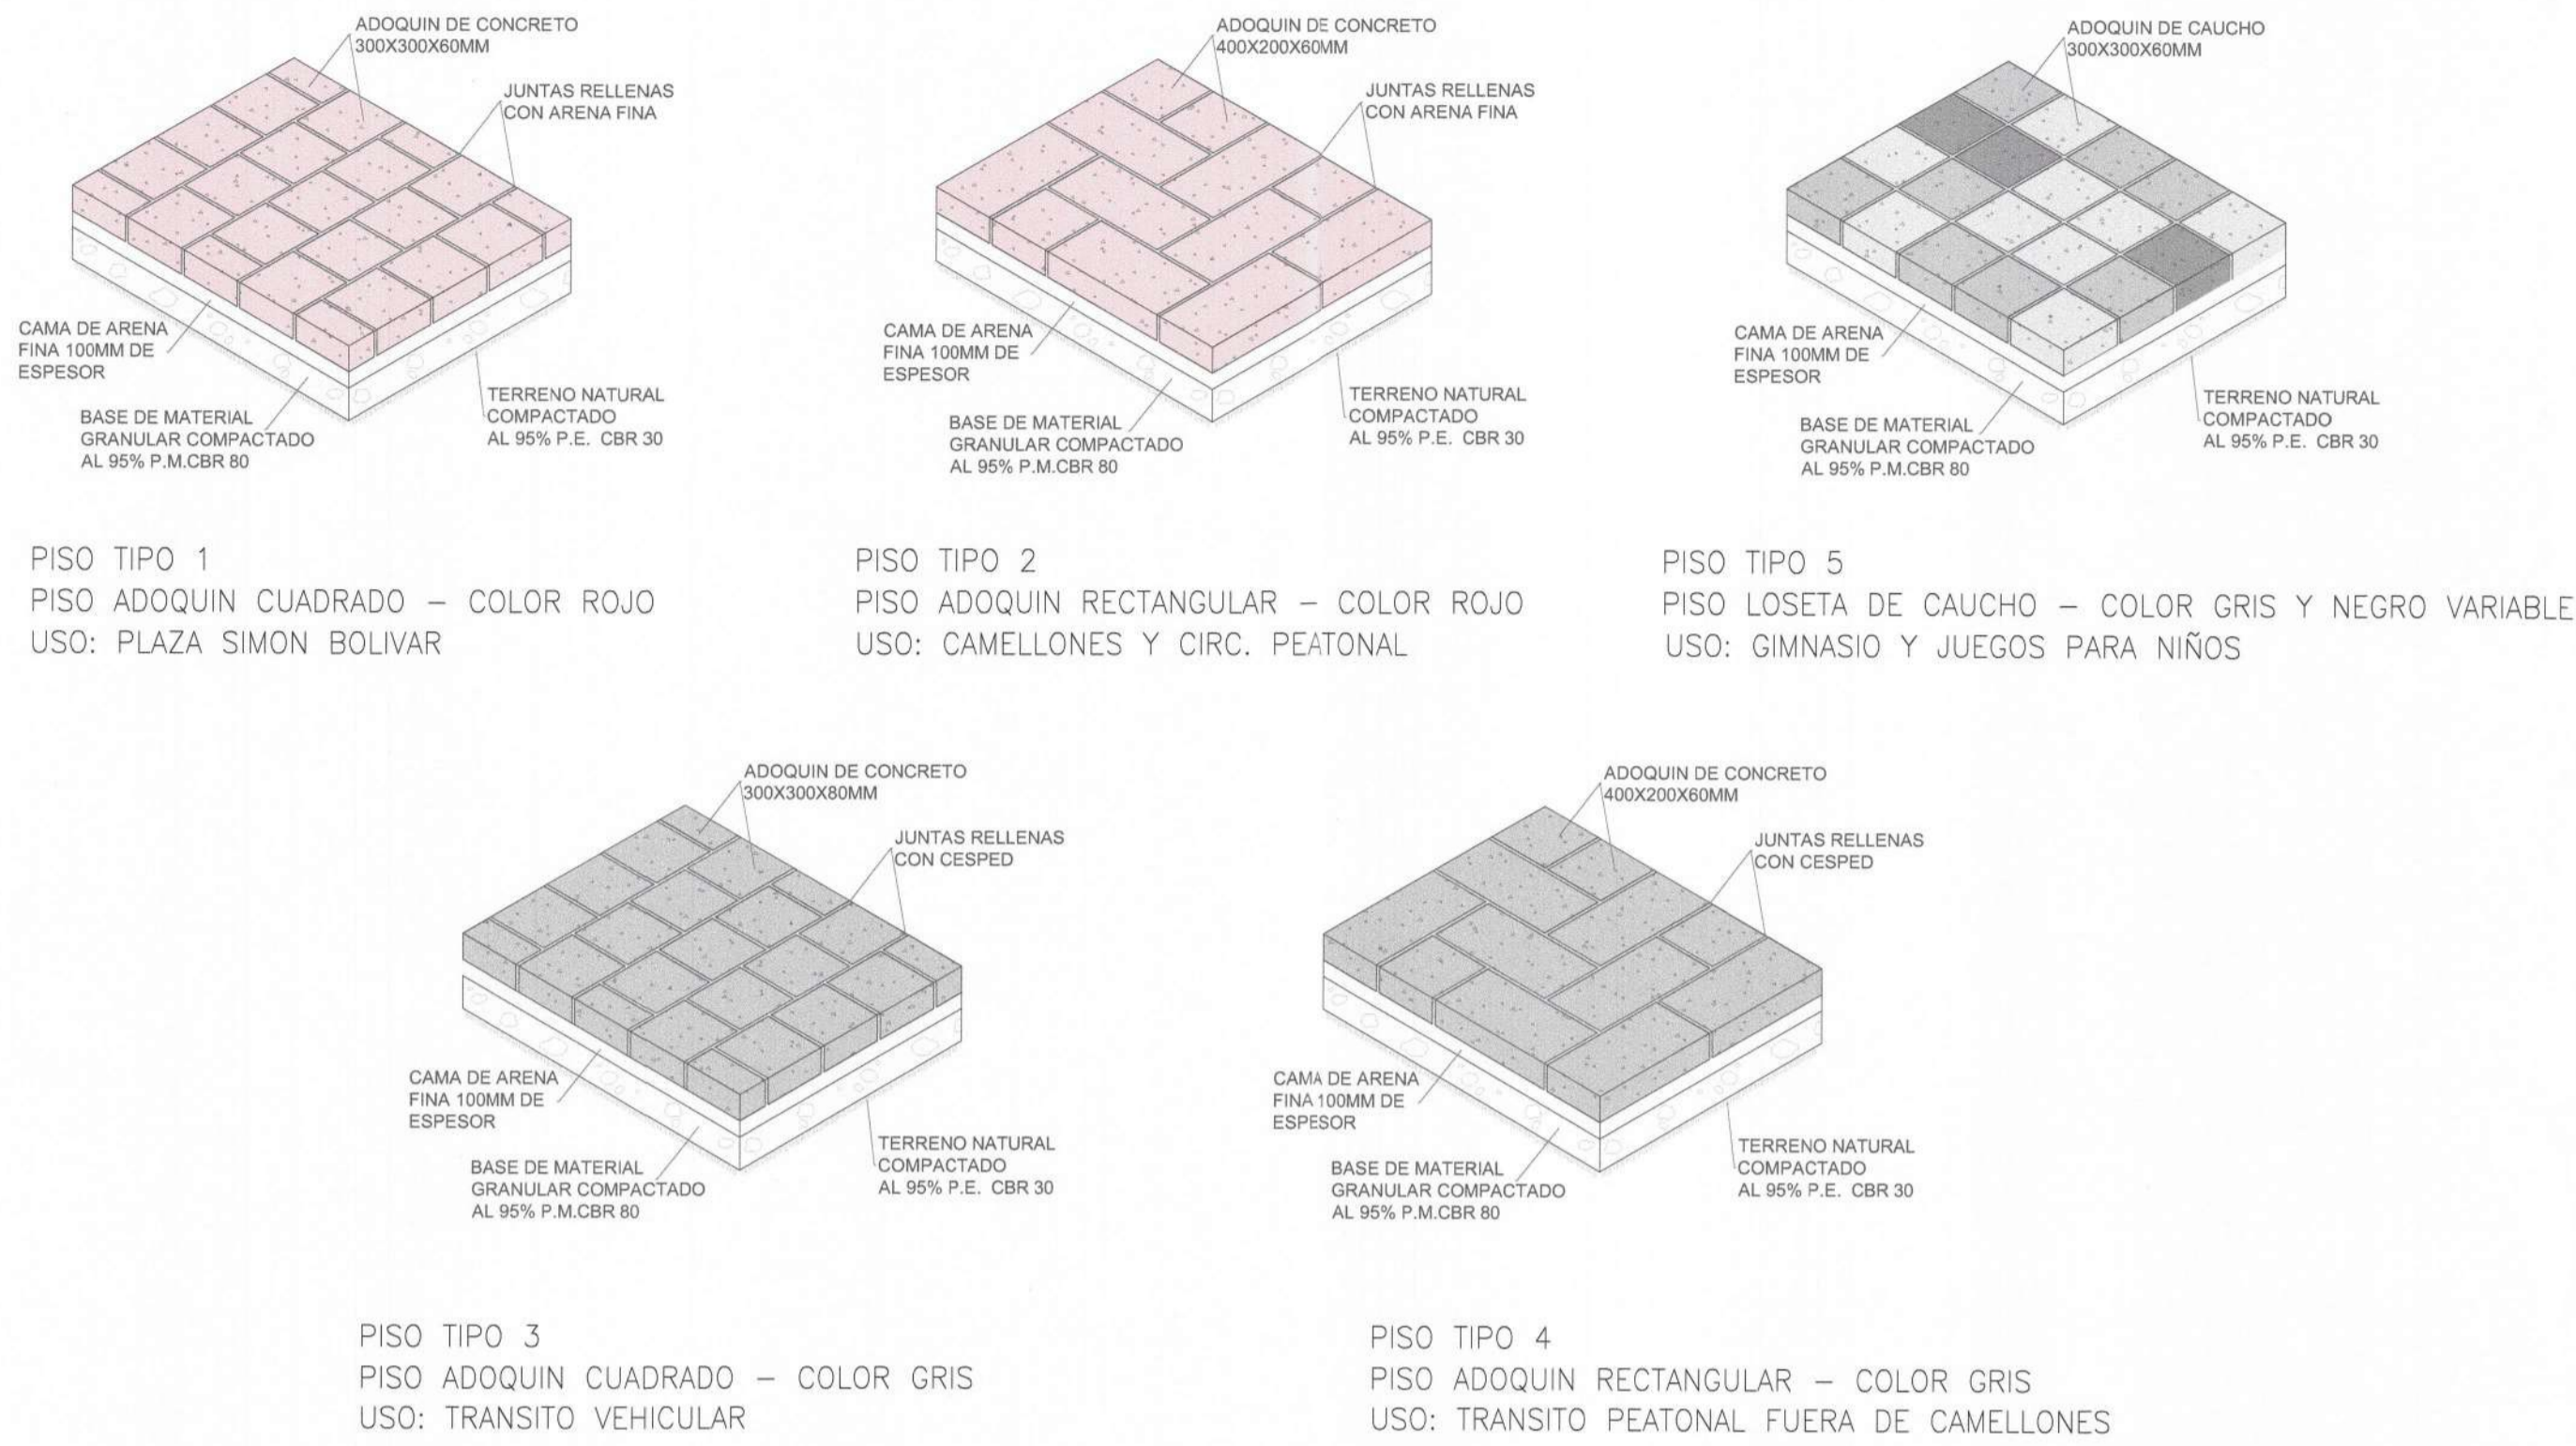 ADOQUIN DE CONCRETO
300X300X60MM
JUNTAS RELLENAS
CON ARENA FINA
CAMA DE ARENA
FINA 100MM DE
ESPESOR
BASE DE MATERIAL
GRANULAR COMPACTADO
AL 95% P.M.CBR 80
TERRENO NATURAL
COMPACTADO
AL 95% P.E. CBR 30
PISO TIPO 1
PISO ADOQUIN CUADRADO – COLOR ROJO
USO: PLAZA SIMON BOLIVAR
ADOQUIN DE CONCRETO
400X200X60MM
JUNTAS RELLENAS
CON ARENA FINA
CAMA DE ARENA
FINA 100MM DE
ESPESOR
BASE DE MATERIAL
GRANULAR COMPACTADO
AL 95% P.M.CBR 80
TERRENO NATURAL
COMPACTADO
AL 95% P.E. CBR 30
PISO TIPO 2
PISO ADOQUIN RECTANGULAR – COLOR ROJO
USO: CAMELLONES Y CIRC. PEATONAL
ADOQUIN DE CAUCHO
300X300X60MM
CAMA DE ARENA
FINA 100MM DE
ESPESOR
BASE DE MATERIAL
GRANULAR COMPACTADO
AL 95% P.M.CBR 80
TERRENO NATURAL
COMPACTADO
AL 95% P.E. CBR 30
PISO TIPO 5
PISO LOSETA DE CAUCHO – COLOR GRIS Y NEGRO VARIABLE
USO: GIMNASIO Y JUEGOS PARA NIÑOS
ADOQUIN DE CONCRETO
300X300X80MM
JUNTAS RELLENAS
CON CESPED
CAMA DE ARENA
FINA 100MM DE
ESPESOR
BASE DE MATERIAL
GRANULAR COMPACTADO
AL 95% P.M.CBR 80
TERRENO NATURAL
COMPACTADO
AL 95% P.E. CBR 30
PISO TIPO 3
PISO ADOQUIN CUADRADO – COLOR GRIS
USO: TRANSITO VEHICULAR
ADOQUIN DE CONCRETO
400X200X60MM
JUNTAS RELLENAS
CON CESPED
CAMA DE ARENA
FINA 100MM DE
ESPESOR
BASE DE MATERIAL
GRANULAR COMPACTADO
AL 95% P.M.CBR 80
TERRENO NATURAL
COMPACTADO
AL 95% P.E. CBR 30
PISO TIPO 4
PISO ADOQUIN RECTANGULAR – COLOR GRIS
USO: TRANSITO PEATONAL FUERA DE CAMELLONES